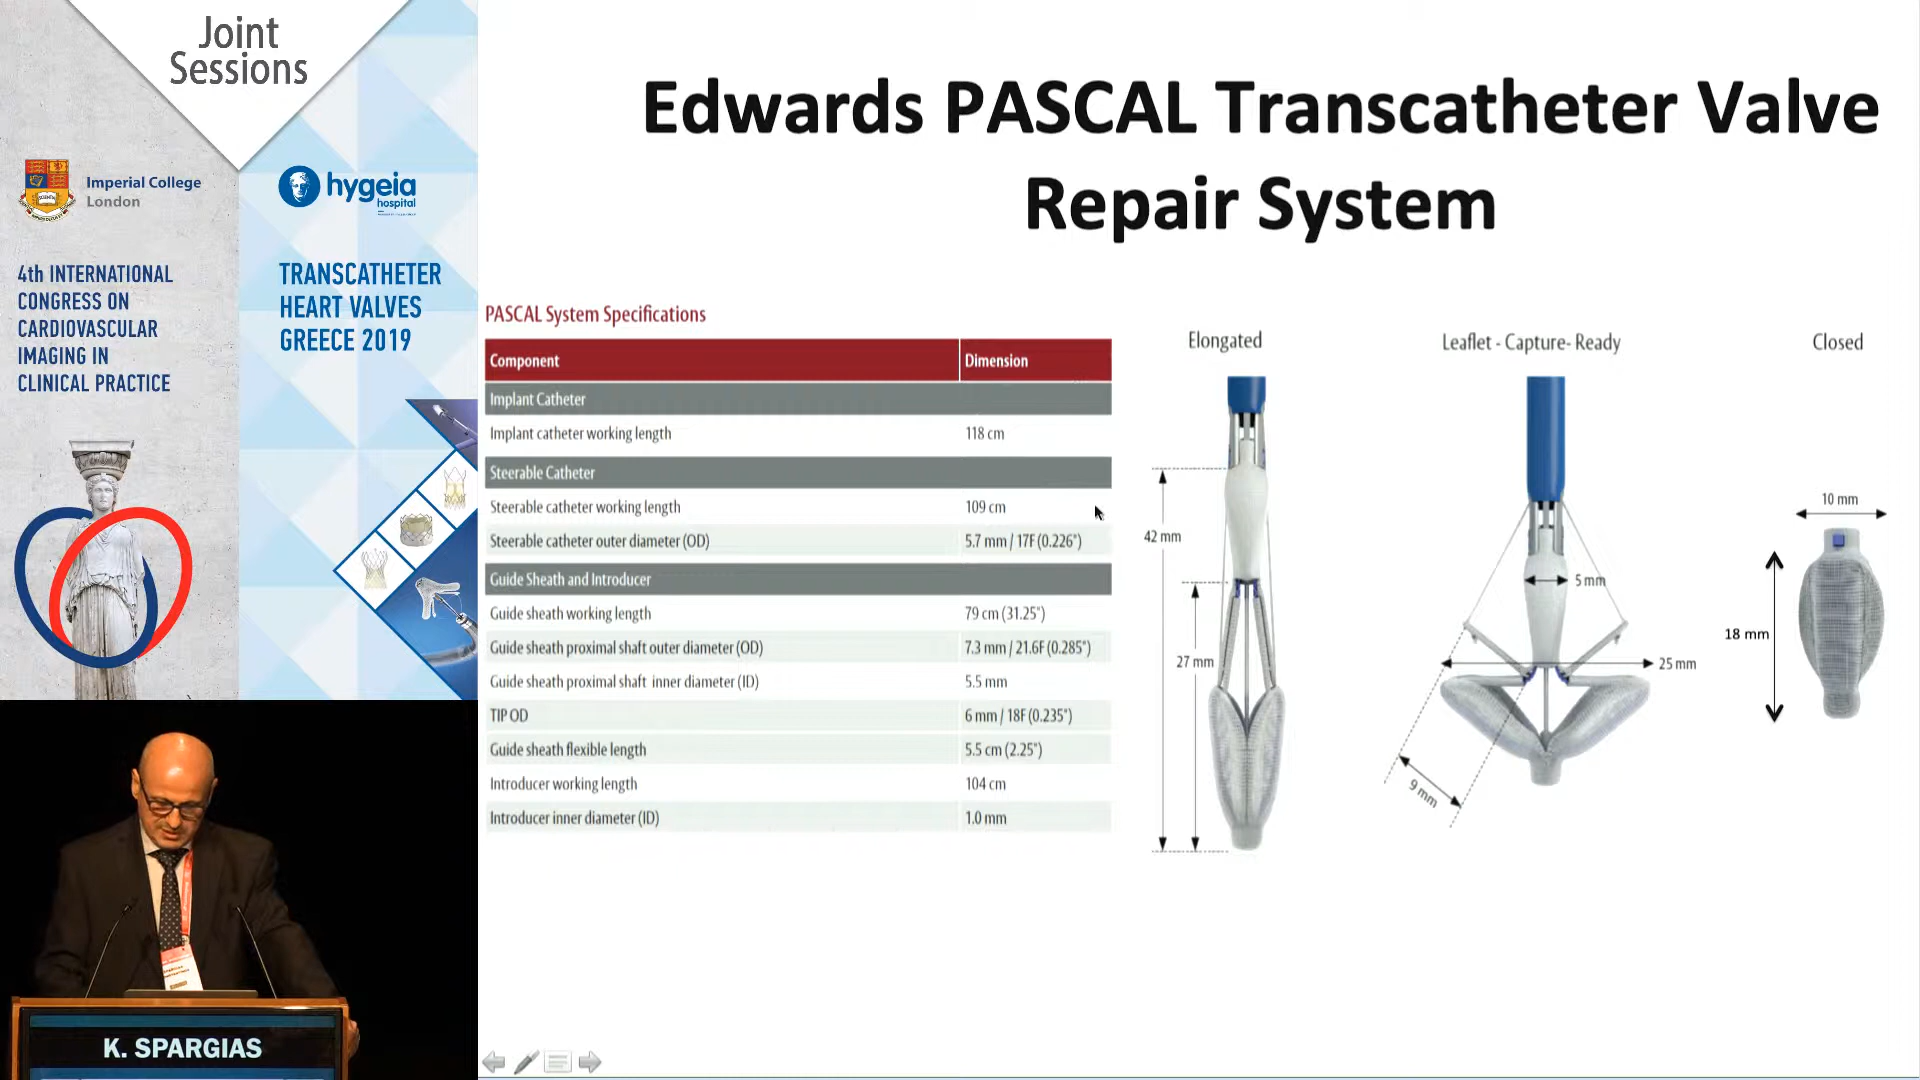 Joint
Sessions
Imperial College
London
hygeia
hospital
4th INTERNATIONAL
CONGRESS ON
CARDIOVASCULAR
IMAGING IN
CLINICAL PRACTICE
TRANSCATHETER
HEART VALVES
GREECE 2019
K. SPARGIAS
Edwards PASCAL Transcatheter Valve
Repair System
PASCAL System Specifications
Component Dimension
Implant Catheter
Implant catheter working length 118 cm
Steerable Catheter
Steerable catheter working length 109 cm
Steerable catheter outer diameter (OD) 5.7 mm / 17F (0.226")
Guide Sheath and Introducer
Guide sheath working length 79 cm (31.25")
Guide sheath proximal shaft outer diameter (OD) 7.3 mm / 21.6F (0.285")
Guide sheath proximal shaft inner diameter (ID) 5.5 mm
TIP OD 6 mm / 18F (0.235")
Guide sheath flexible length 5.5 cm (2.25")
Introducer working length 104 cm
Introducer inner diameter (ID) 1.0 mm
Elongated
42 mm
27 mm
Leaflet - Capture- Ready
5 mm
25 mm
9 mm
Closed
10 mm
18 mm